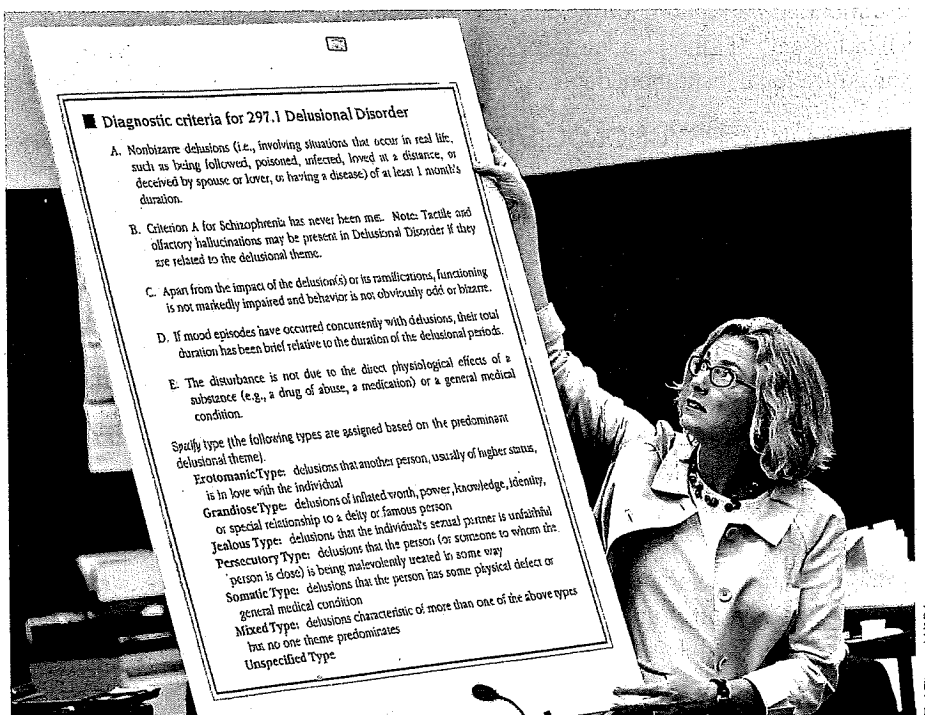 Diagnostic criteria for 297.1 Delusional Disorder
A. Nonbizarre delusions (i.e., involving situations that occur in real life,
such as being followed, poisoned, infected, loved at a distance, or
deceived by spouse or lover, or having a disease) of at least 1 month's
duration.
B. Criterion A for Schizophrenia has never been met. Note: Tactile and
olfactory hallucinations may be present in Delusional Disorder if they
are related to the delusional theme.
C. Apart from the impact of the delusion(s) or its ramifications, functioning
is not markedly impaired and behavior is not obviously odd or bizarre.
D. If mood episodes have occurred concurrently with delusions, their total
duration has been brief relative to the duration of the delusional periods.
E. The disturbance is not due to the direct physiological effects of a
substance (e.g., a drug of abuse, a medication) or a general medical
condition.
Specify type (the following types are assigned based on the predominant
delusional theme).
Erotomanic Type: delusions that another person, usually of higher status,
is in love with the individual
Grandiose Type: delusions of inflated worth, power, knowledge, identity,
or special relationship to a deity or famous person
Jealous Type: delusions that the individual's sexual partner is unfaithful
Persecutory Type: delusions that the person (or someone to whom the
person is close) is being malevolently treated in some way
Somatic Type: delusions that the person has some physical defect or
general medical condition
Mixed Type: delusions characteristic of more than one of the above types
but no one theme predominates
Unspecified Type